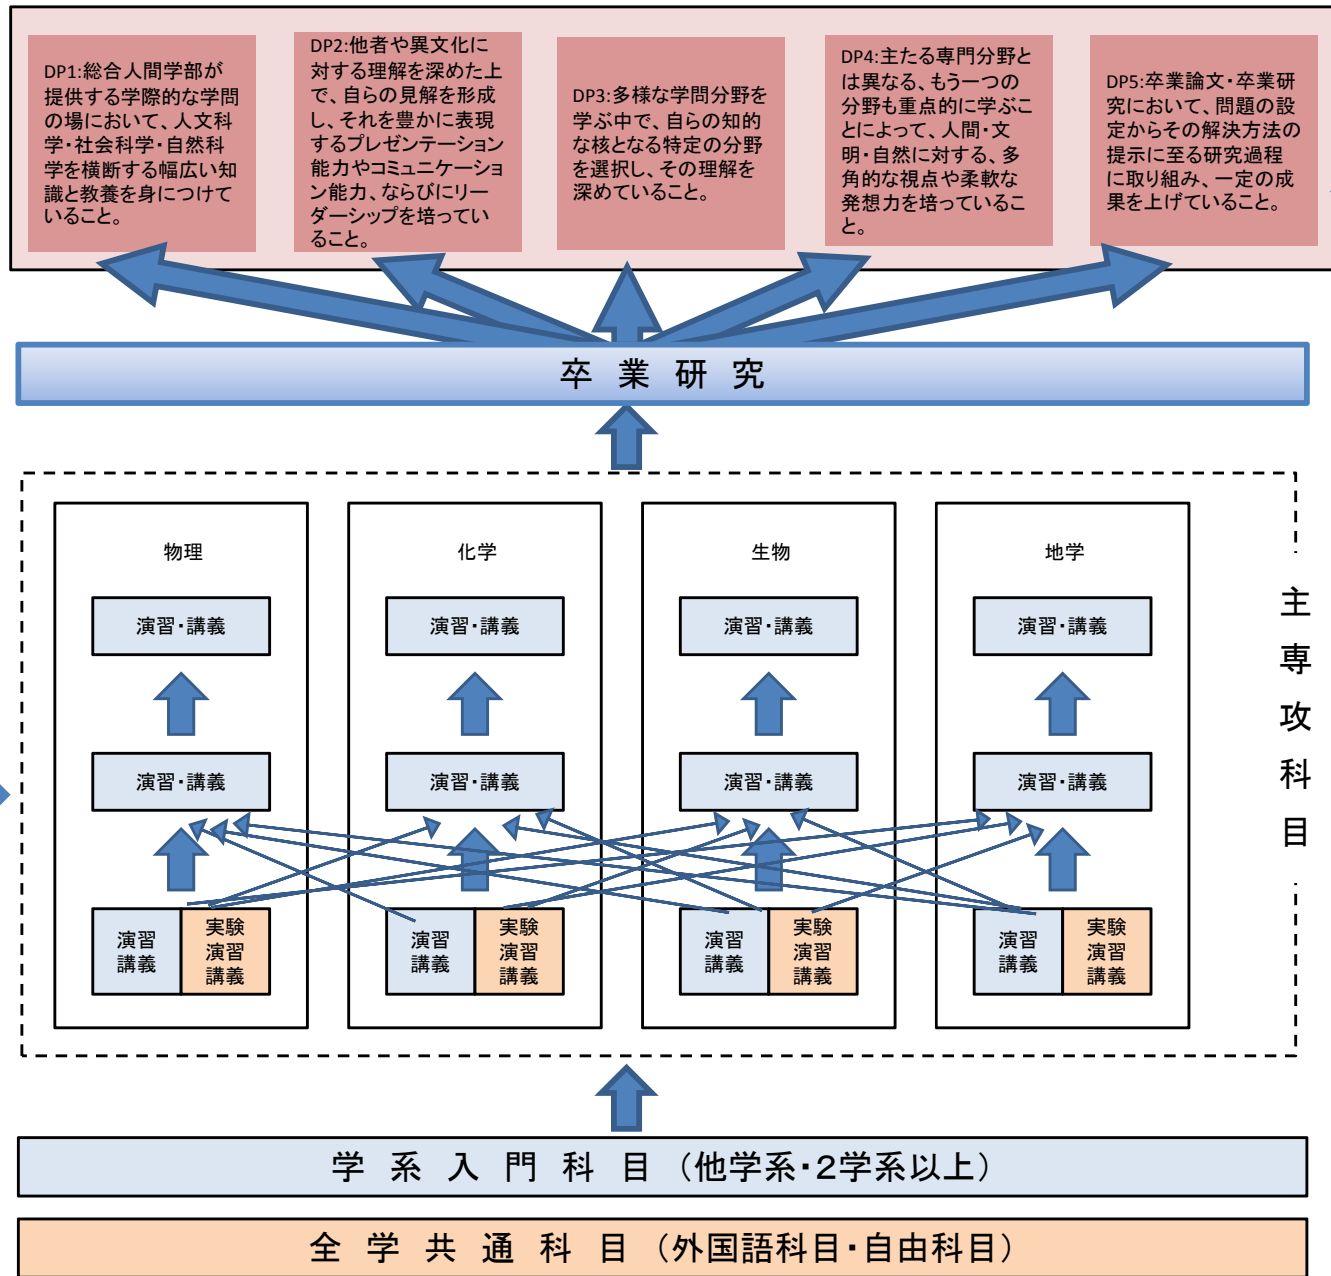 DP1:総合人間学部が
提供する学際的な学問
の場において、人文科
学・社会科学・自然科
学を横断する幅広い知
識と教養を身につけて
いること。
DP2:他者や異文化に
対する理解を深めた上
で、自らの見解を形成
し、それを豊かに表現
するプレゼンテーション
能力やコミュニケーショ
ン能力、ならびにリー
ダーシップを培ってい
ること。
DP3:多様な学問分野を
学ぶ中で、自らの知的
な核となる特定の分野
を選択し、その理解を
深めていること。
DP4:主たる専門分野と
は異なる、もう一つの
分野も重点的に学ぶこ
とによって、人間・文
明・自然に対する、多
角的な視点や柔軟な
発想力を培っているこ
と。
DP5:卒業論文・卒業研
究において、問題の設
定からその解決方法の
提示に至る研究過程
に取り組み、一定の成
果を上げていること。
卒業研究
物理
化学
生物
地学
演習・講義
演習・講義
演習・講義
演習・講義
演習・講義
演習・講義
演習・講義
演習・講義
演習
講義
実験
演習
講義
演習
講義
実験
演習
講義
演習
講義
実験
演習
講義
演習
講義
実験
演習
講義
主専攻科目
学系入門科目(他学系・2学系以上)
全学共通科目(外国語科目・自由科目)